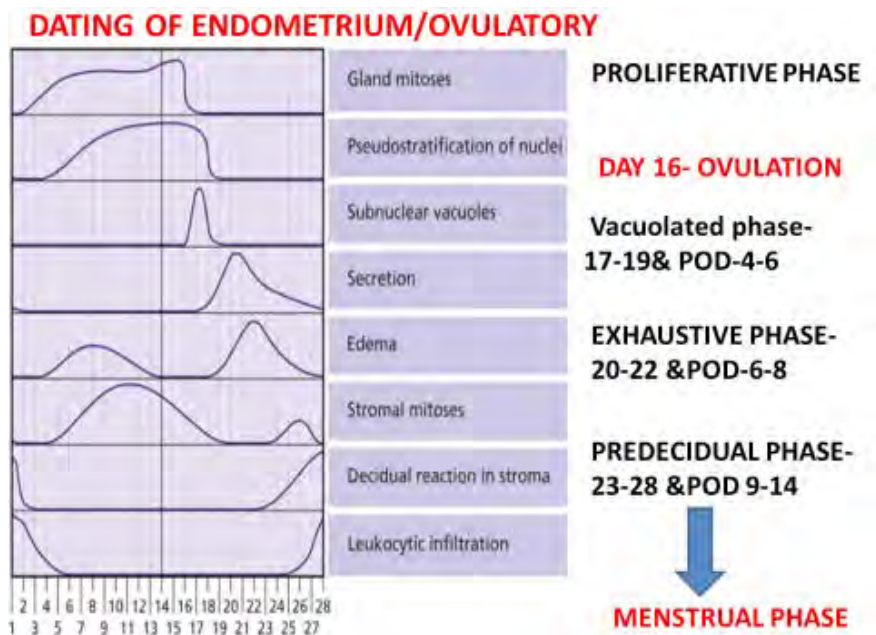 DATING OF ENDOMETRIUM/OVULATORY
Gland mitoses
Pseudostratification of nuclei
Subnuclear vacuoles
Secretion
Edema
Stromal mitoses
Decidual reaction in stroma
Leukocytic infiltration
2 4 6 8 10 12 14 16 18 20 22 24 26 28
1 3 5 7 9 11 13 15 17 19 21 23 25 27
PROLIFERATIVE PHASE
DAY 16- OVULATION
Vacuolated phase-
17-19& POD-4-6
EXHAUSTIVE PHASE-
20-22 &POD-6-8
PREDECIDUAL PHASE-
23-28 &POD 9-14
MENSTRUAL PHASE